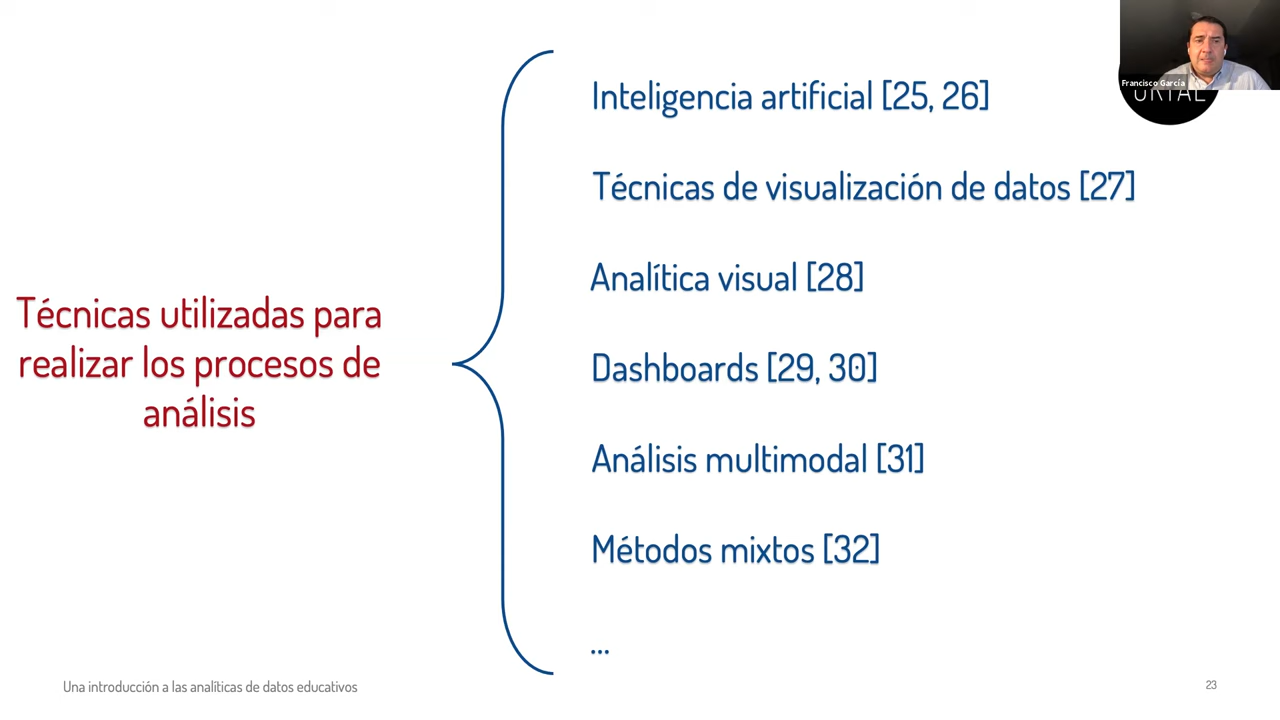 Francisco García
Inteligencia artificial [25, 26]
Técnicas de visualización de datos [27]
Analítica visual [28]
Técnicas utilizadas para
realizar los procesos de
análisis
Dashboards [29, 30]
Análisis multimodal [31]
Métodos mixtos [32]
...
Una introducción a las analíticas de datos educativos
23